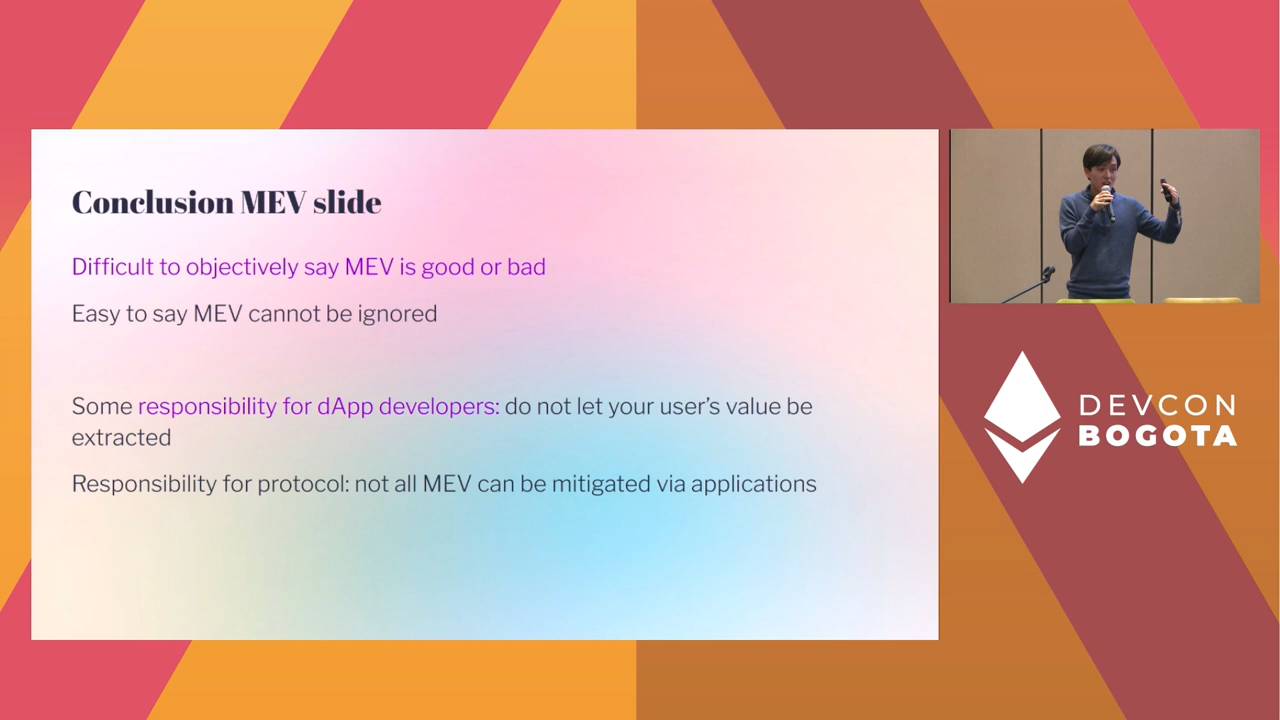 Conclusion MEV slide
Difficult to objectively say MEV is good or bad
Easy to say MEV cannot be ignored
Some responsibility for dApp developers: do not let your user’s value be
extracted
Responsibility for protocol: not all MEV can be mitigated via applications
DEVCON
BOGOTA